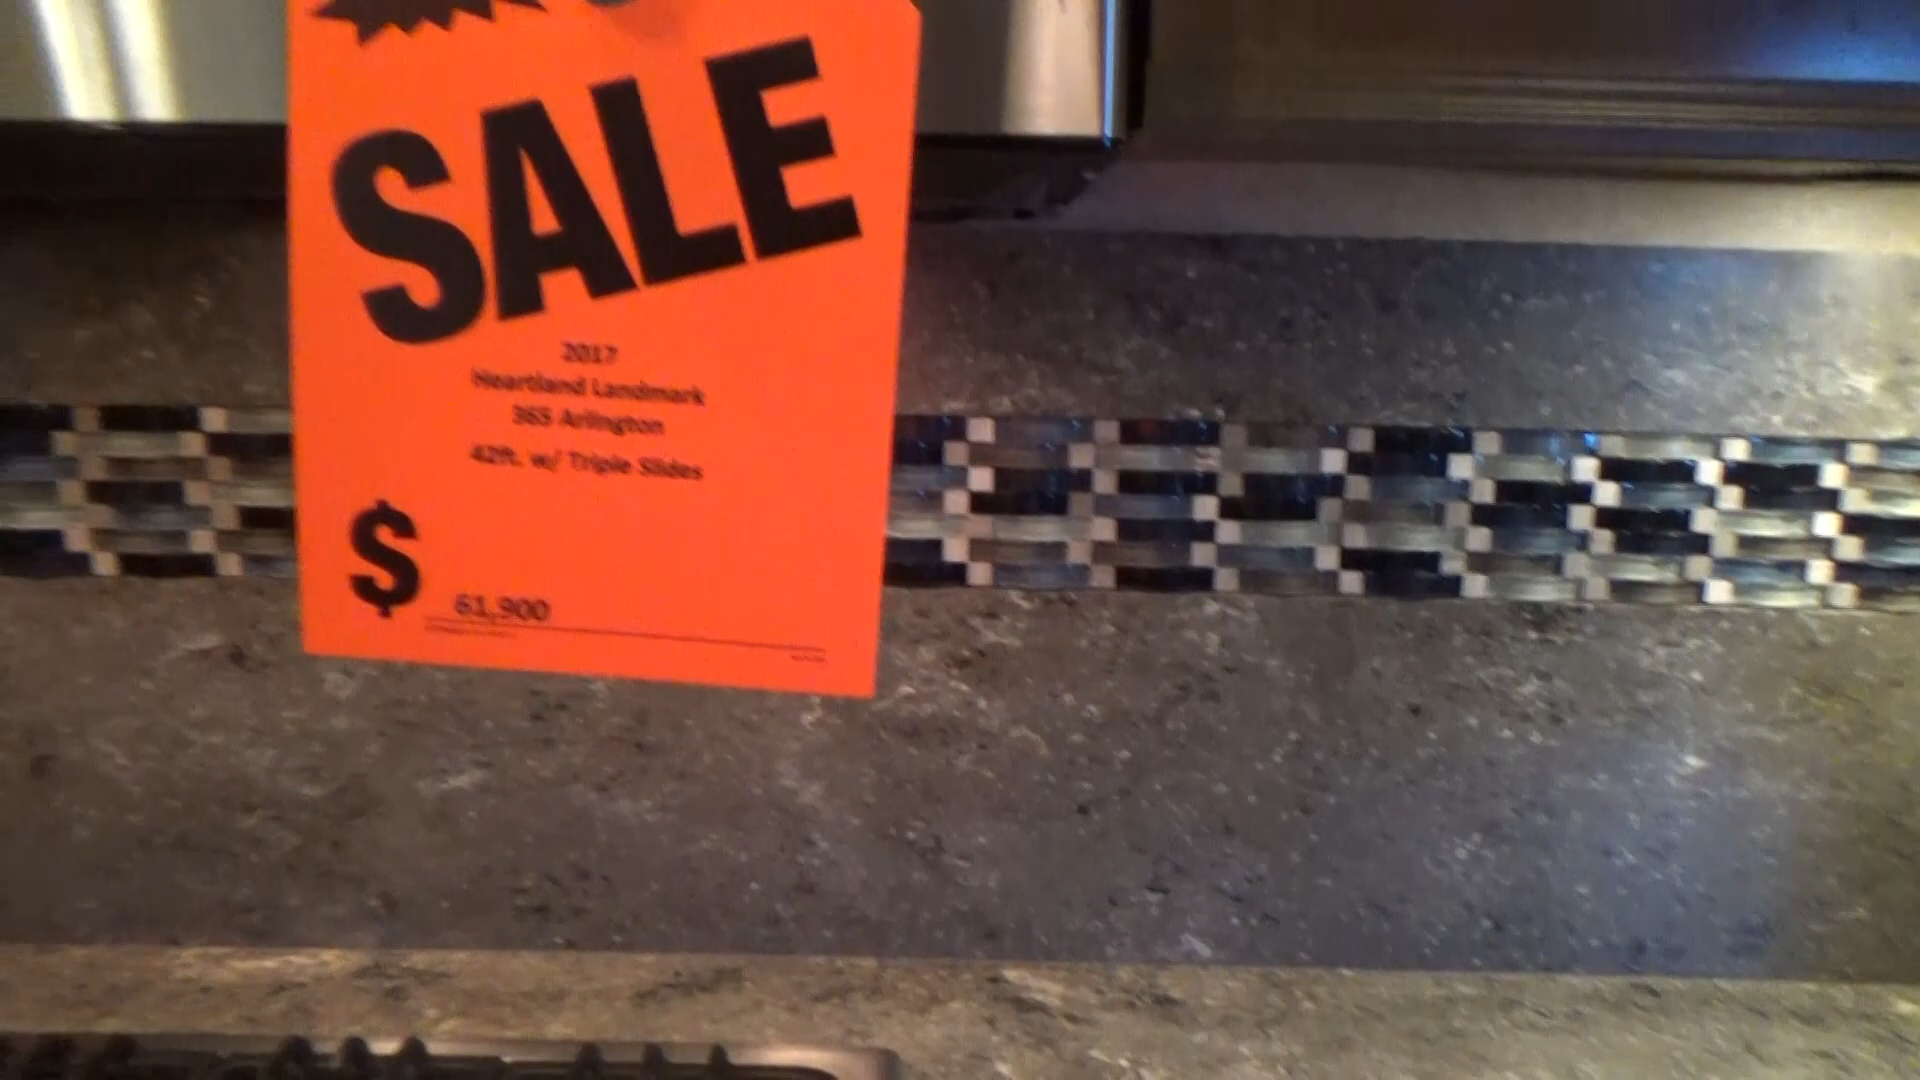 SALE
2017
Heartland Landmark
365 Arlington
42ft. w/ Triple Slides
$ 61,900